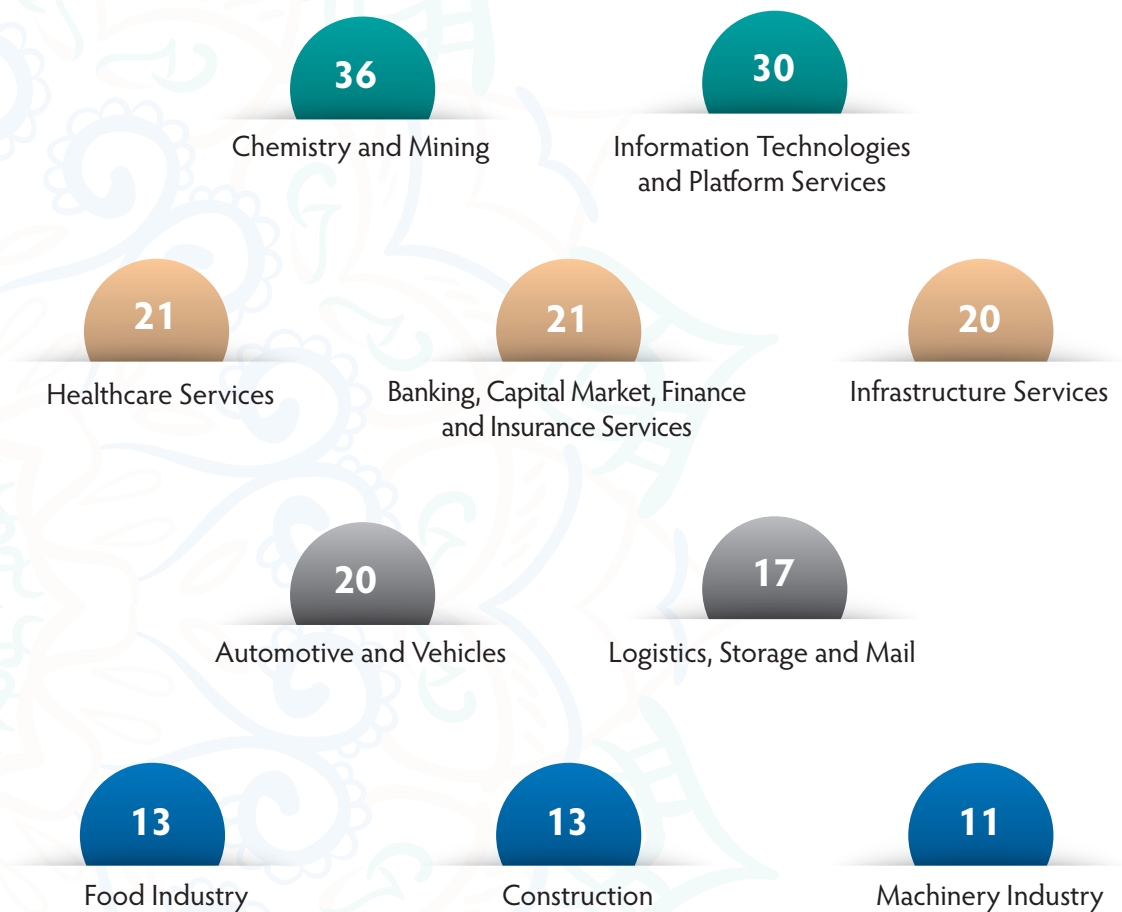 36
30
Chemistry and Mining
Information Technologies
and Platform Services
21
21
20
Healthcare Services
Banking, Capital Market, Finance
and Insurance Services
Infrastructure Services
20
17
Automotive and Vehicles
Logistics, Storage and Mail
13
13
11
Food Industry
Construction
Machinery Industry